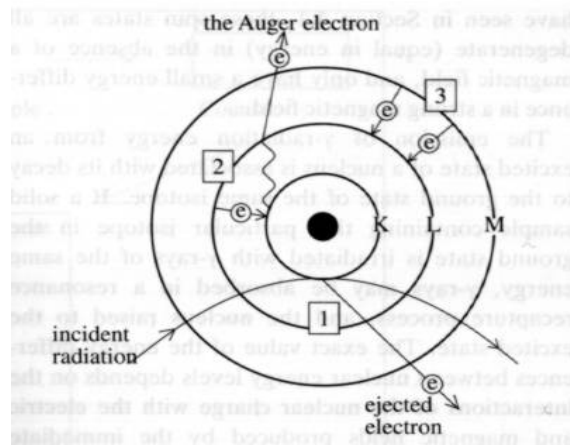 the Auger electron
e
3
e
e
2
e
K L M
1
incident
radiation
e
ejected
electron
have seen in Section spin states are all
degenerate (equal in energy) in the absence of a
magnetic field, and only have a small energy differ-
ence in a strong magnetic field
The emission of γ-radiation energy from an
excited state of a nucleus is associated with its decay
to the ground state of the same isotope. If a solid
sample containing the particular isotope in the
ground state is irradiated with γ-rays of the same
energy, γ-rays may be absorbed in a resonance
recapture process and the nucleus raised to the
excited state. The exact value of the energy differ-
ences between nuclear energy levels depends on the
interactions of the nuclear charge with the electric
and magnetic fields produced by the immediate